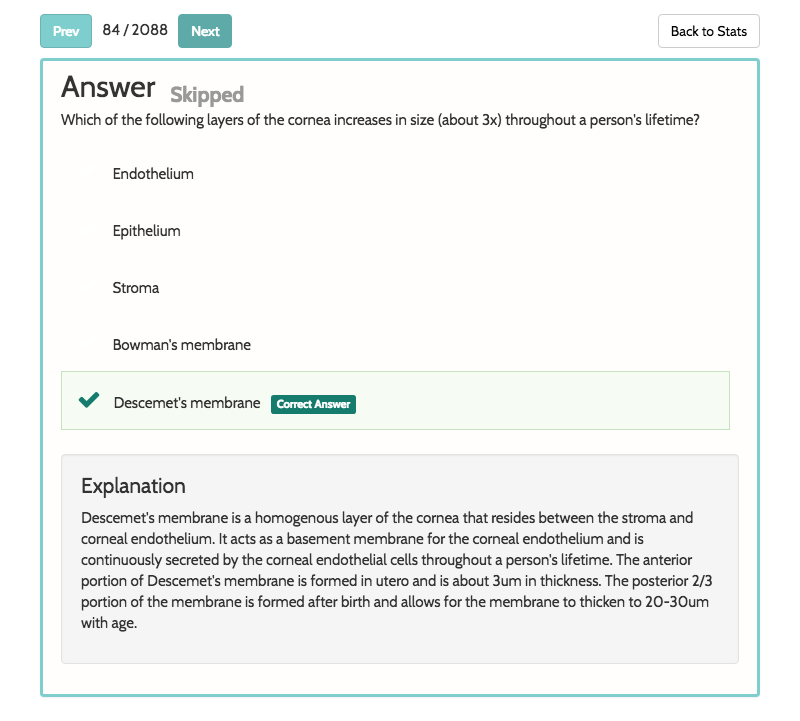 Prev 84 / 2088 Next Back to Stats
Answer Skipped
Which of the following layers of the cornea increases in size (about 3x) throughout a person's lifetime?
Endothelium
Epithelium
Stroma
Bowman's membrane
Descemet's membrane Correct Answer
Explanation
Descemet's membrane is a homogenous layer of the cornea that resides between the stroma and
corneal endothelium. It acts as a basement membrane for the corneal endothelium and is
continuously secreted by the corneal endothelial cells throughout a person's lifetime. The anterior
portion of Descemet's membrane is formed in utero and is about 3um in thickness. The posterior 2/3
portion of the membrane is formed after birth and allows for the membrane to thicken to 20-30um
with age.